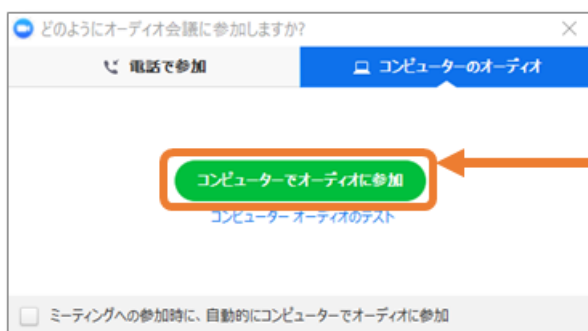 どのようにオーディオ会議に参加しますか?
電話で参加
コンピューターのオーディオ
コンピューターでオーディオに参加
コンピューター オーディオのテスト
ミーティングへの参加時に、自動的にコンピューターでオーディオに参加